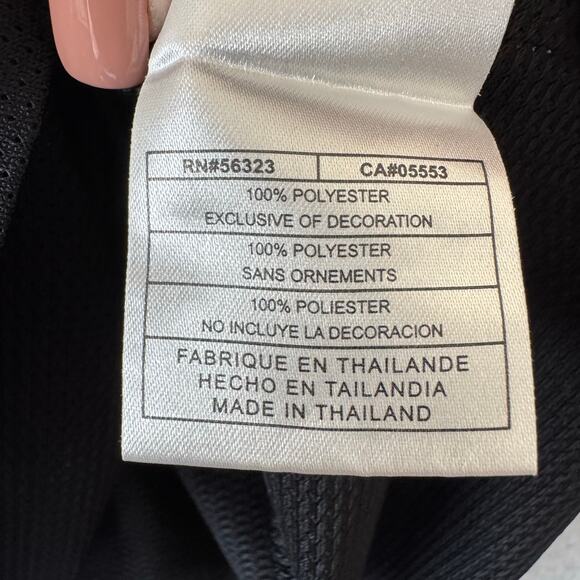 RN#56323 CA#05553
100% POLYESTER
EXCLUSIVE OF DECORATION
100% POLYESTER
SANS ORNEMENTS
100% POLIESTER
NO INCLUYE LA DECORACION
FABRIQUE EN THAILANDE
HECHO EN TAILANDIA
MADE IN THAILAND